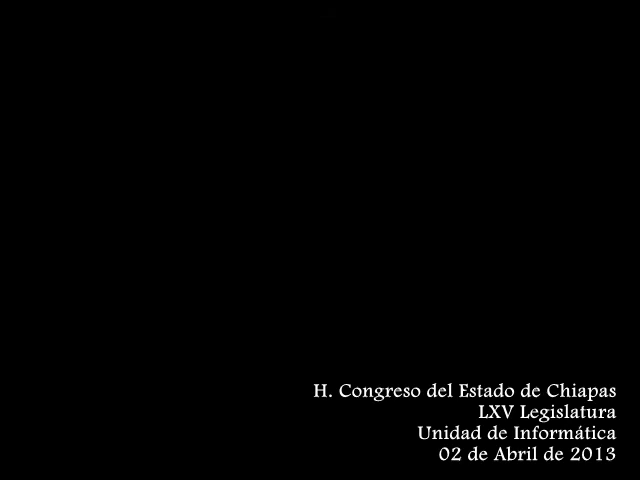 H. Congreso del Estado de Chiapas
LXV Legislatura
Unidad de Informática
02 de Abril de 2013